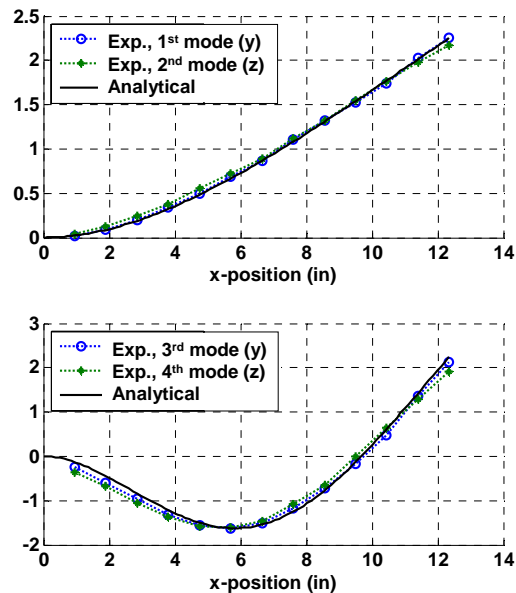 2.5
2
1.5
1
0.5
0
Exp., 1st mode (y)
Exp., 2nd mode (z)
Analytical
0 2 4 6 8 10 12 14
x-position (in)
3
2
1
0
-1
-2
Exp., 3rd mode (y)
Exp., 4th mode (z)
Analytical
0 2 4 6 8 10 12 14
x-position (in)